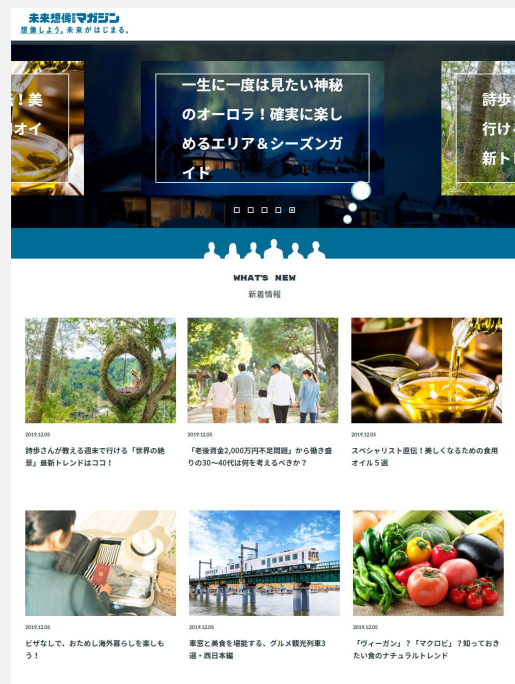 未来想像マガジン
想像しよう。未来がはじまる。
！美
オイ
一生に一度は見たい神秘
のオーロラ！確実に楽し
めるエリア＆シーズンガ
イド
詩歩
行け
新ト
WHAT'S NEW
新着情報
2019.12.05
詩歩さんが教える週末で行ける「世界の絶
景」最新トレンドはココ！
2019.12.05
「老後資金2,000万円不足問題」から働き盛
りの30〜40代は何を考えるべきか？
2019.12.05
スペシャリスト直伝！美しくなるための食用
オイル５選
2019.12.05
ビザなしで、おためし海外暮らしを楽しも
う！
2019.12.05
車窓と美食を堪能する、グルメ観光列車3
選・西日本編
2019.12.05
「ヴィーガン」？「マクロビ」？知っておき
たい食のナチュラルトレンド